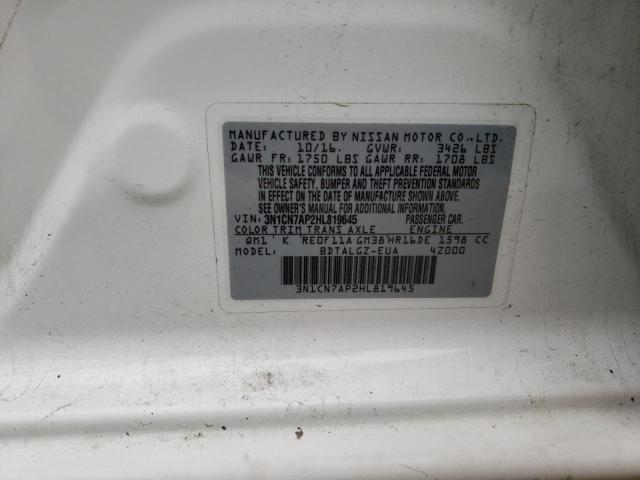 MANUFACTURED BY NISSAN MOTOR CO.,LTD.
DATE: 10/16. GVWR: 3426 LBS
GAWR FR: 1750 LBS GAWR RR: 1708 LBS
THIS VEHICLE CONFORMS TO ALL APPLICABLE FEDERAL MOTOR
VEHICLE SAFETY, BUMPER AND THEFT PREVENTION STANDARDS
IN EFFECT ON THE DATE OF MANUFACTURE SHOWN ABOVE.
SEE OWNER'S MANUAL FOR ADDITIONAL INFORMATION.
VIN: 3N1CN7AP2HL819645 PASSENGER CAR.
COLOR TRIM TRANS AXLE ENGINE
QM1 ' K RE0F11A GM38'HR16DE 1598 CC
MODEL: BDTALGZ-EUA 42000
3N1CN7AP2HL819645